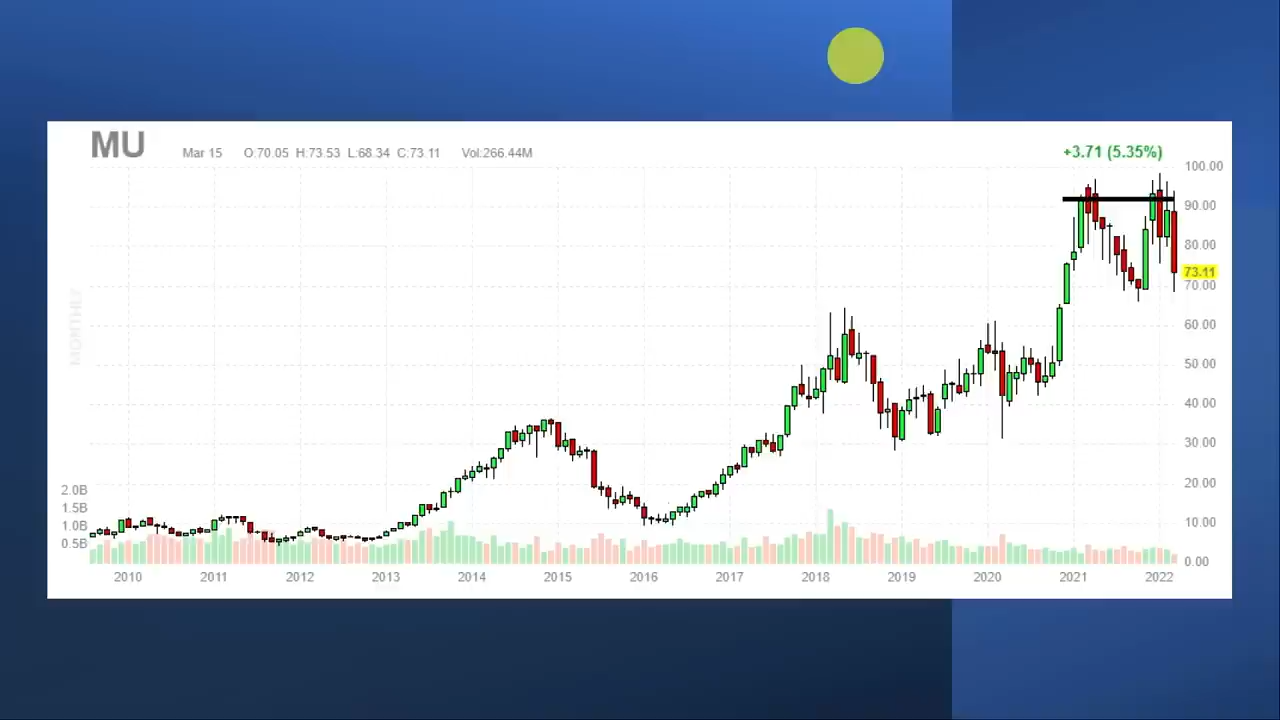 MU Mar 15 O:70.05 H:73.53 L:68.34 C:73.11 Vol:266.44M +3.71 (5.35%)
100.00
90.00
80.00
73.11
70.00
60.00
50.00
40.00
30.00
20.00
10.00
0.00
MONTHLY
2.0B
1.5B
1.0B
0.5B
2010 2011 2012 2013 2014 2015 2016 2017 2018 2019 2020 2021 2022